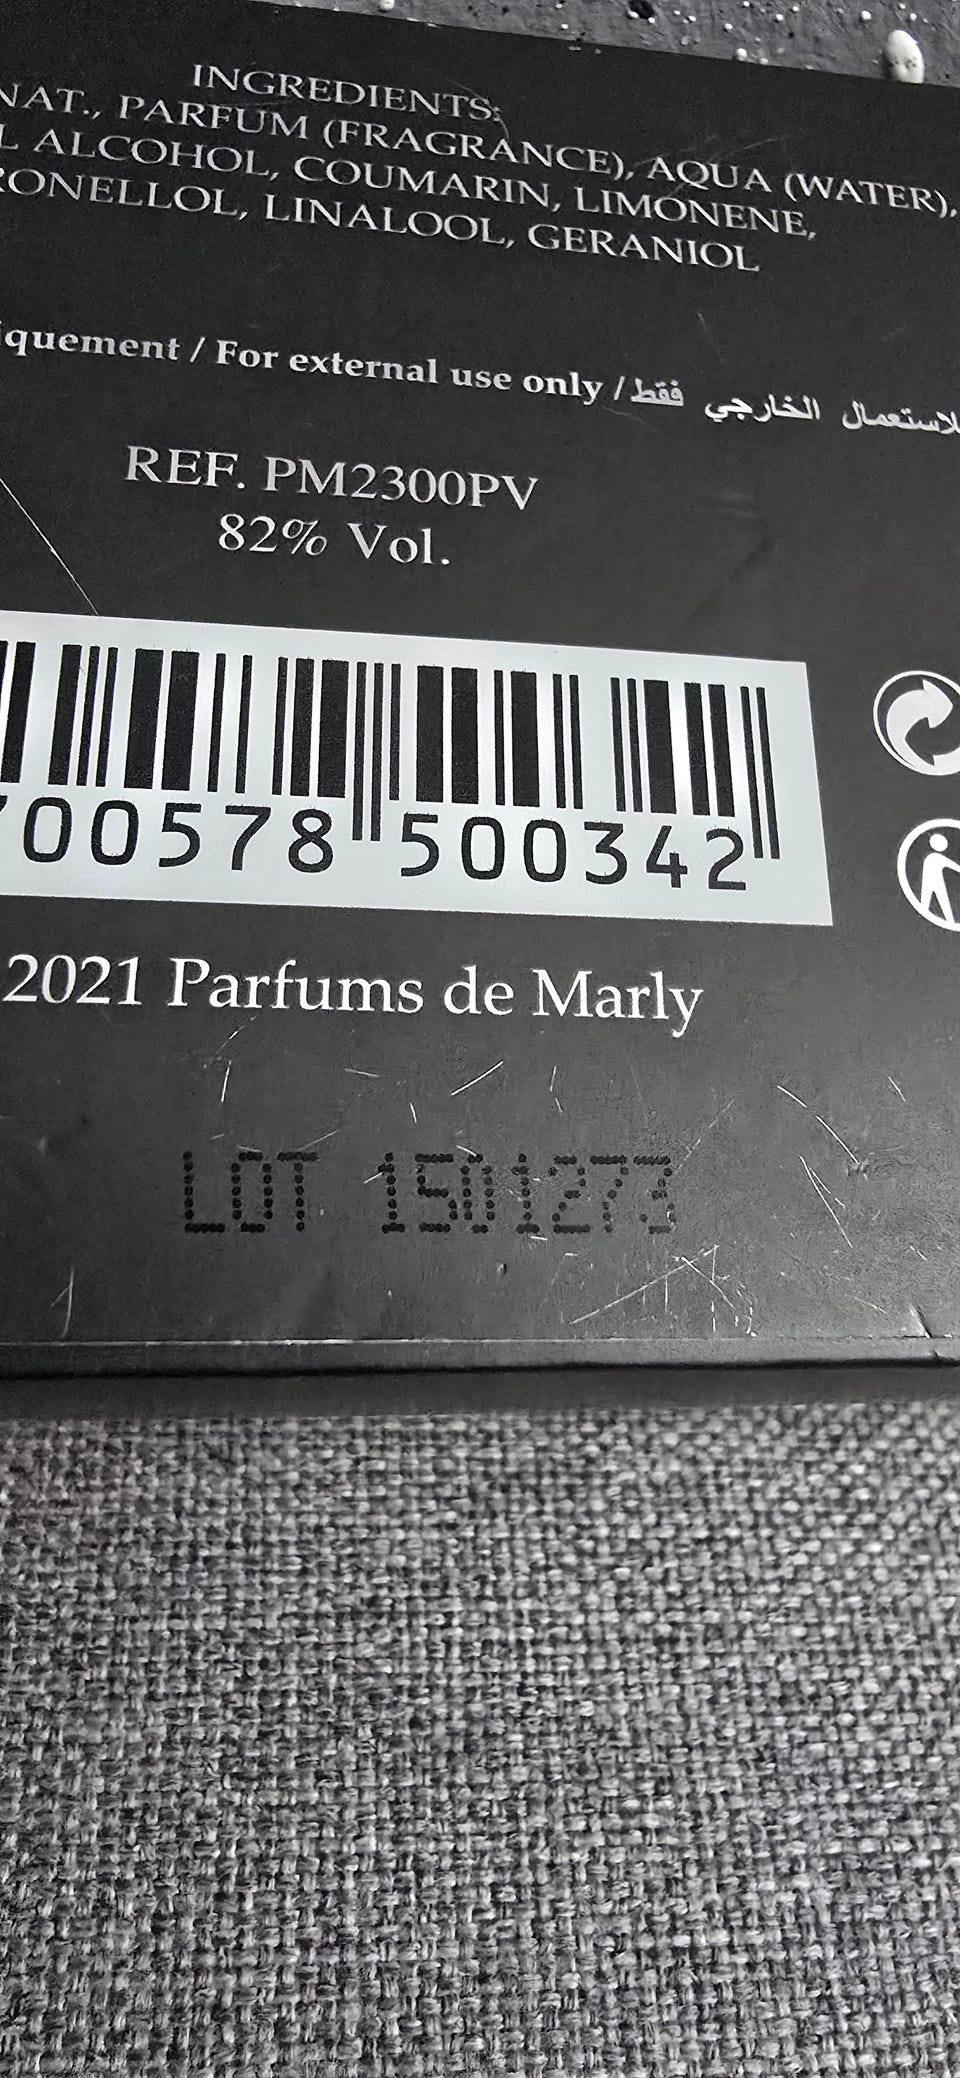 INGREDIENTS:
NAT., PARFUM (FRAGRANCE), AQUA (WATER),
L ALCOHOL, COUMARIN, LIMONENE,
RONELLOL, LINALOOL, GERANIOL
iquement / For external use only / للاستعمال الخارجي فقط
REF. PM2300PV
82% Vol.
700578 500342
2021 Parfums de Marly
LOT 1501273